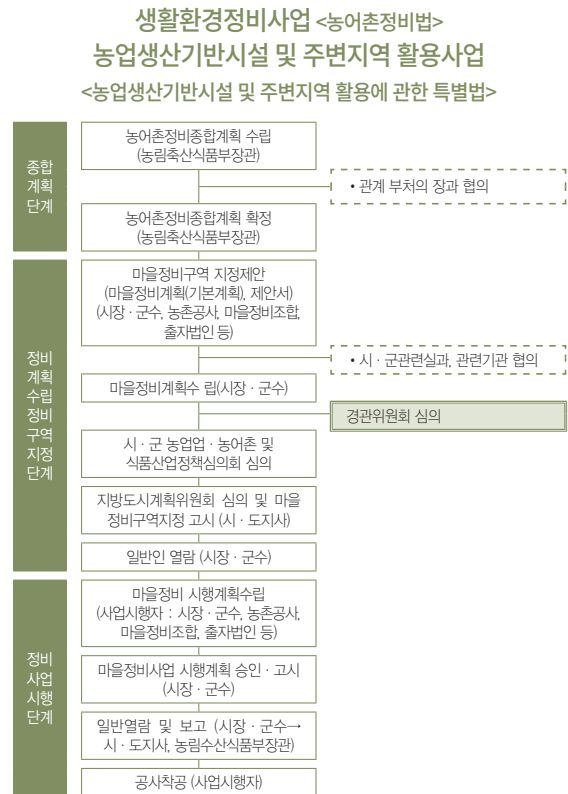 생활환경정비사업 <농어촌정비법>
농업생산기반시설 및 주변지역 활용사업
<농업생산기반시설 및 주변지역 활용에 관한 특별법>
종합
계획
단계
농어촌정비종합계획 수립
(농림축산식품부장관)
• 관계 부처의 장과 협의
농어촌정비종합계획 확정
(농림축산식품부장관)
정비
계획
수립
정비
구역
지정
단계
마을정비구역 지정제안
(마을정비계획(기본계획), 제안서)
(시장 · 군수, 농촌공사, 마을정비조합,
출자법인 등)
• 시 · 군관련실과, 관련기관 협의
마을정비계획수 립(시장 · 군수)
경관위원회 심의
시 · 군 농업업 · 농어촌 및
식품산업정책심의회 심의
지방도시계획위원회 심의 및 마을
정비구역지정 고시 (시 · 도지사)
일반인 열람 (시장 · 군수)
정비
사업
시행
단계
마을정비 시행계획수립
(사업시행자 : 시장 · 군수, 농촌공사,
마을정비조합, 출자법인 등)
마을정비사업 시행계획 승인 · 고시
(시장 · 군수)
일반열람 및 보고 (시장 · 군수→
시 · 도지사, 농림수산식품부장관)
공사착공 (사업시행자)